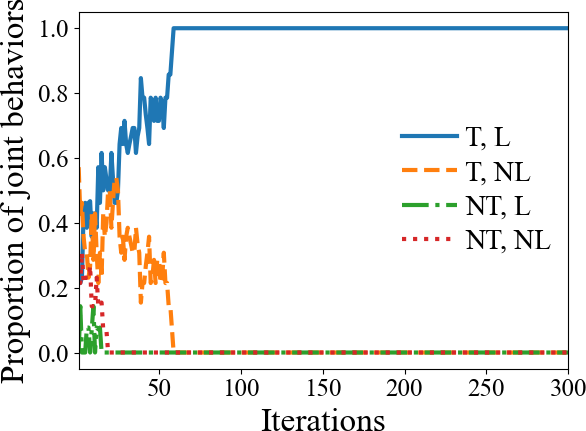 Proportion of joint behaviors
1.0
0.8
0.6
0.4
0.2
0.0
T, L
T, NL
NT, L
NT, NL
50 100 150 200 250 300
Iterations